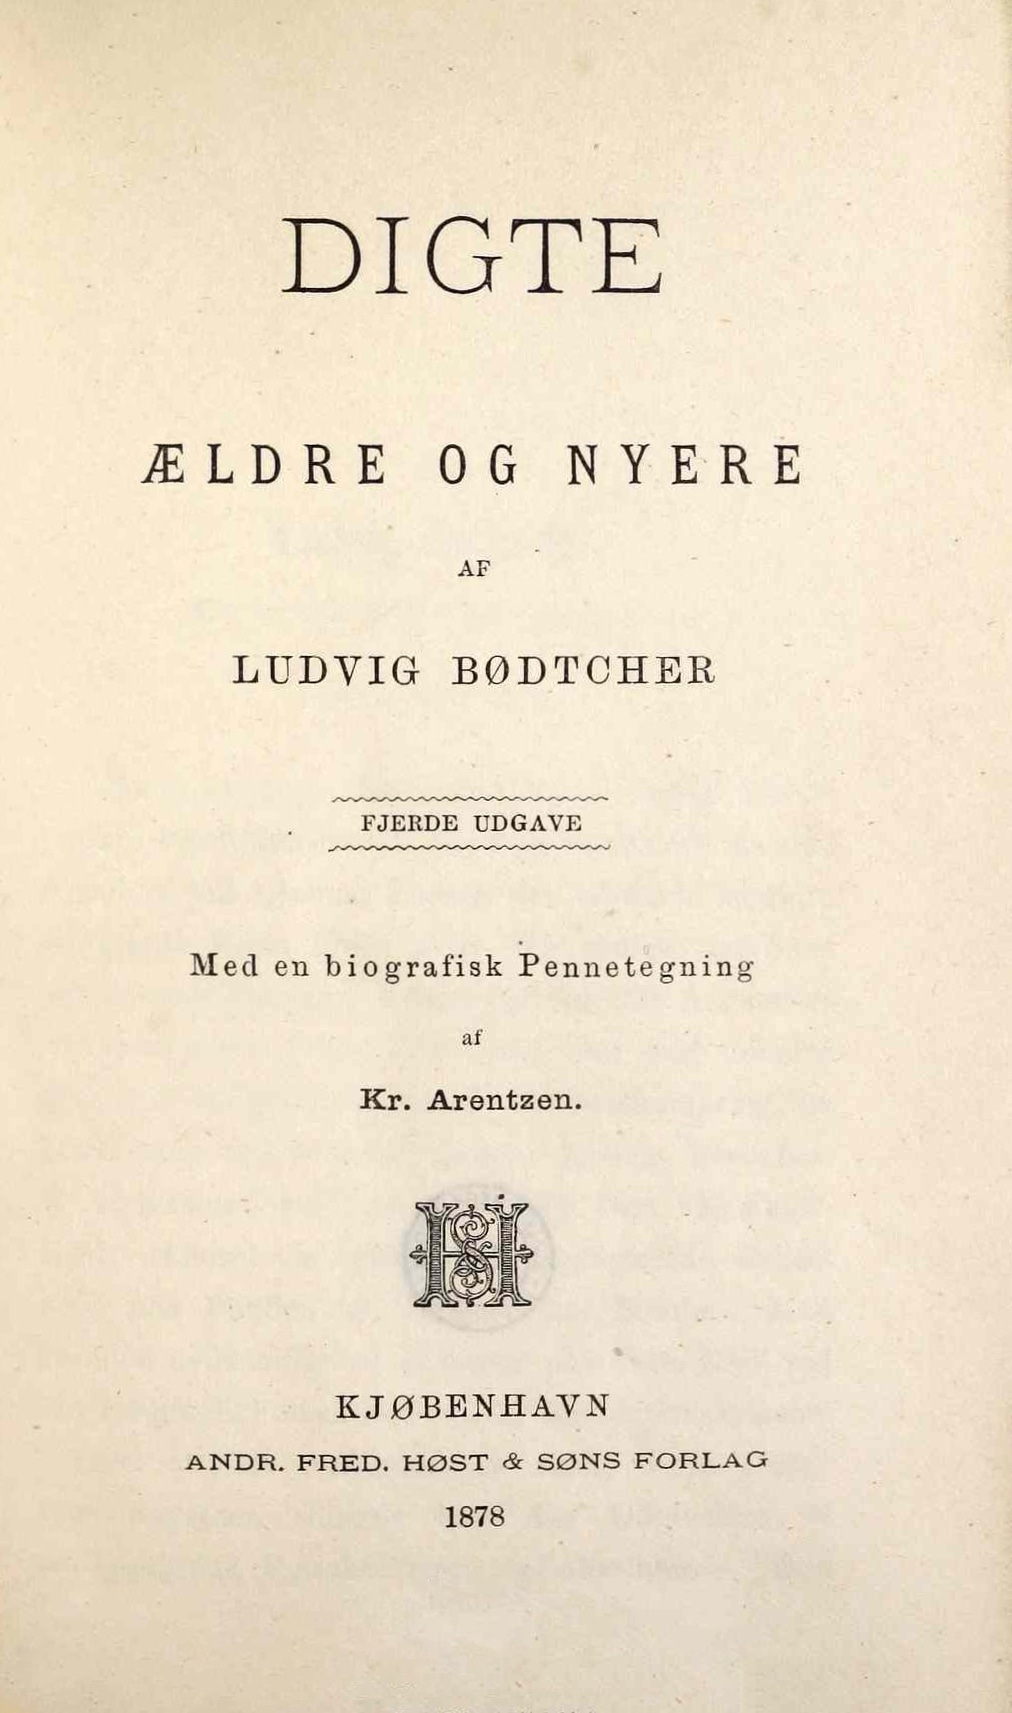 DIGTE
ÆLDRE OG NYERE
AF
LUDVIG BØDTCHER
FJERDE UDGAVE
Med en biografisk Pennetegning
af
Kr. Arentzen.
H&H
KJØBENHAVN
ANDR. FRED. HØST & SØNS FORLAG
1878